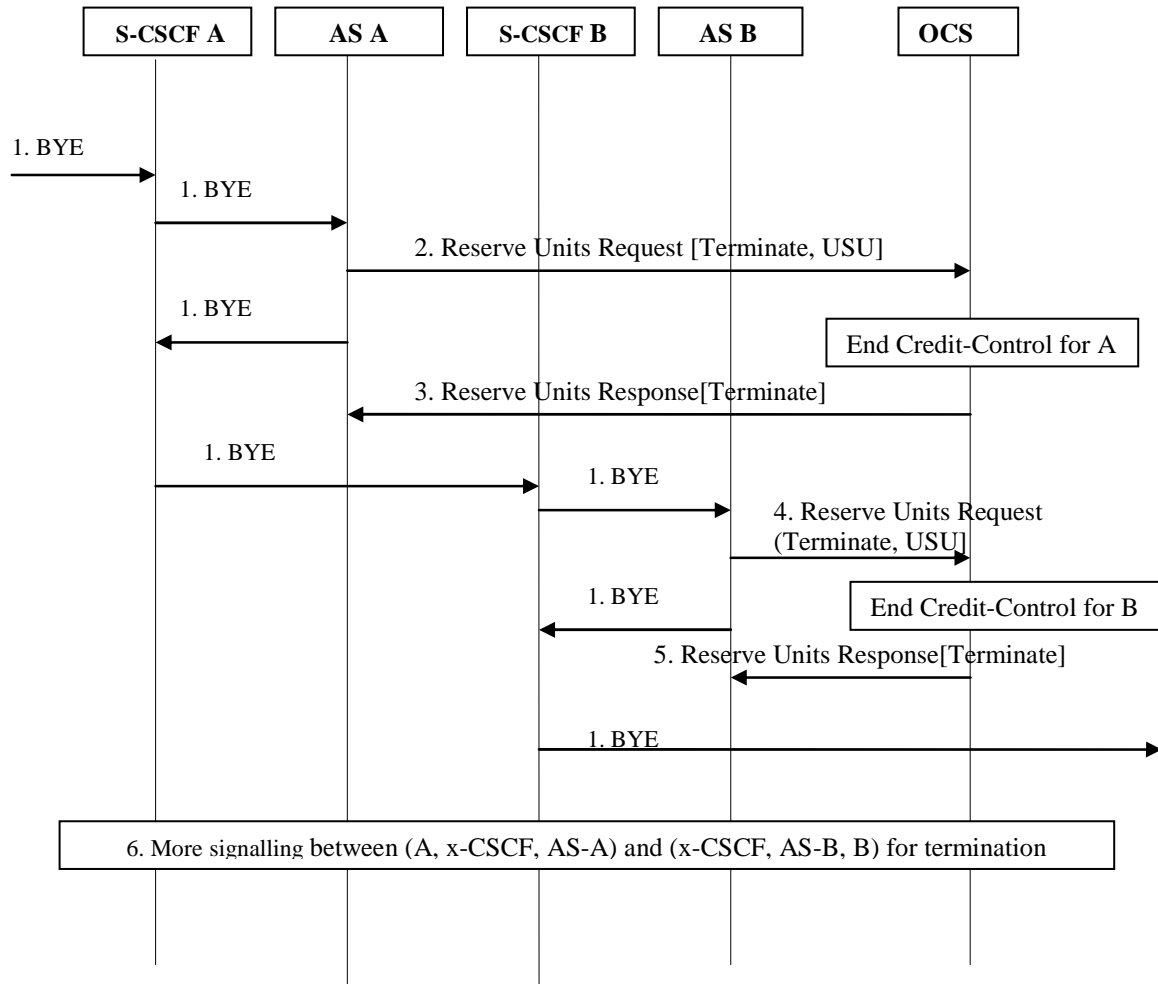 S-CSCF A
AS A
S-CSCF B
AS B
OCS
1. BYE
1. BYE
2. Reserve Units Request [Terminate, USU]
1. BYE
End Credit-Control for A
3. Reserve Units Response[Terminate]
1. BYE
1. BYE
4. Reserve Units Request
(Terminate, USU]
1. BYE
End Credit-Control for B
5. Reserve Units Response[Terminate]
1. BYE
6. More signalling between (A, x-CSCF, AS-A) and (x-CSCF, AS-B, B) for termination